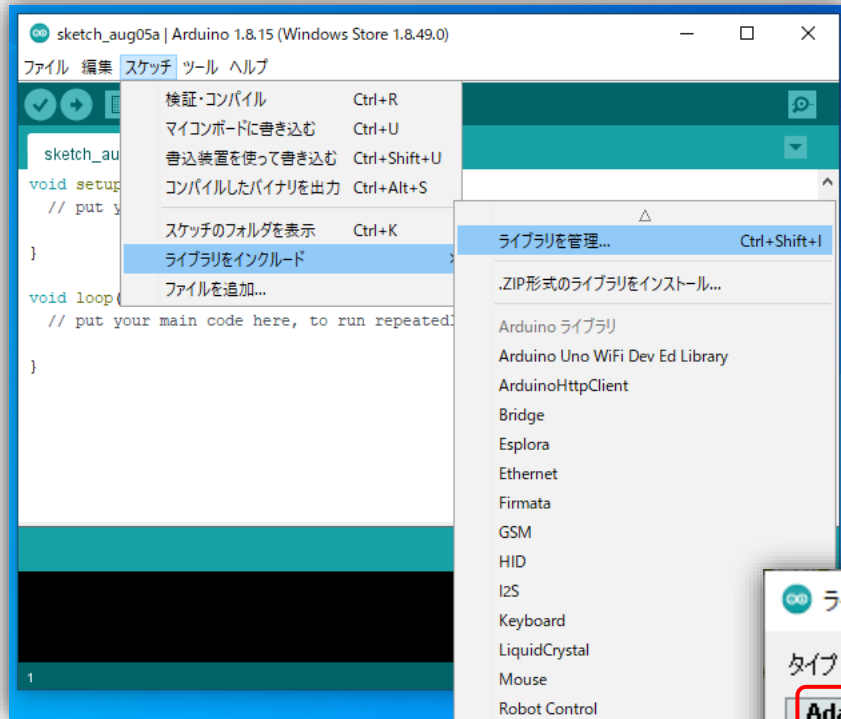 sketch_aug05a | Arduino 1.8.15 (Windows Store 1.8.49.0)
ファイル 編集 スケッチ ツール ヘルプ
検証・コンパイル Ctrl+R
マイコンボードに書き込む Ctrl+U
書込装置を使って書き込む Ctrl+Shift+U
コンパイルしたバイナリを出力 Ctrl+Alt+S
スケッチのフォルダを表示 Ctrl+K
ライブラリをインクルード
ファイルを追加...
sketch_au
void setup
// put y
}
void loop(
// put your main code here, to run repeatedl
}
1
ライブラリを管理... Ctrl+Shift+I
.ZIP形式のライブラリをインストール...
Arduino ライブラリ
Arduino Uno WiFi Dev Ed Library
ArduinoHttpClient
Bridge
Esplora
Ethernet
Firmata
GSM
HID
I2S
Keyboard
LiquidCrystal
Mouse
Robot Control
ラ
タイプ
Ada